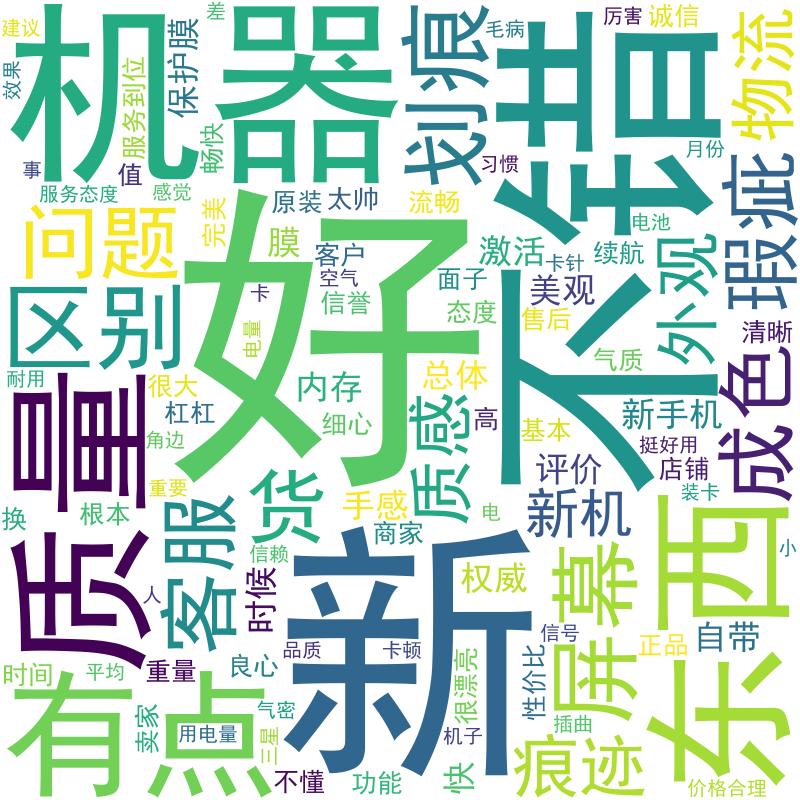 建议
差
毛病
厉害
诚信
机器
划痕
不错
物流
效果
服务到位
保护膜
畅快
事
值
服务态度
感觉
习惯
月份
瑕疵
问题
完美
原装
太帅
流畅
电池
好
膜
客户
空气
激活
卡针
续航
外观
区别
卡
信誉
面子
美观
态度
售后
清晰
电量
气质
耐用
很大
内存
总体
成色
质量
杠杠
细心
质感
高
新手机
角边
基本
挺好用
评价
店铺
重要
货
手感
装卡
换
根本
客服
商家
电
新机
东西
信赖
新
屏幕
小
时候
权威
人
信号
自带
品质
卡顿
正品
时间
平均
重量
良心
很漂亮
性价比
有点
卖家
气密
用电量
三星
机子
插曲
痕迹
不懂
功能
快
价格合理